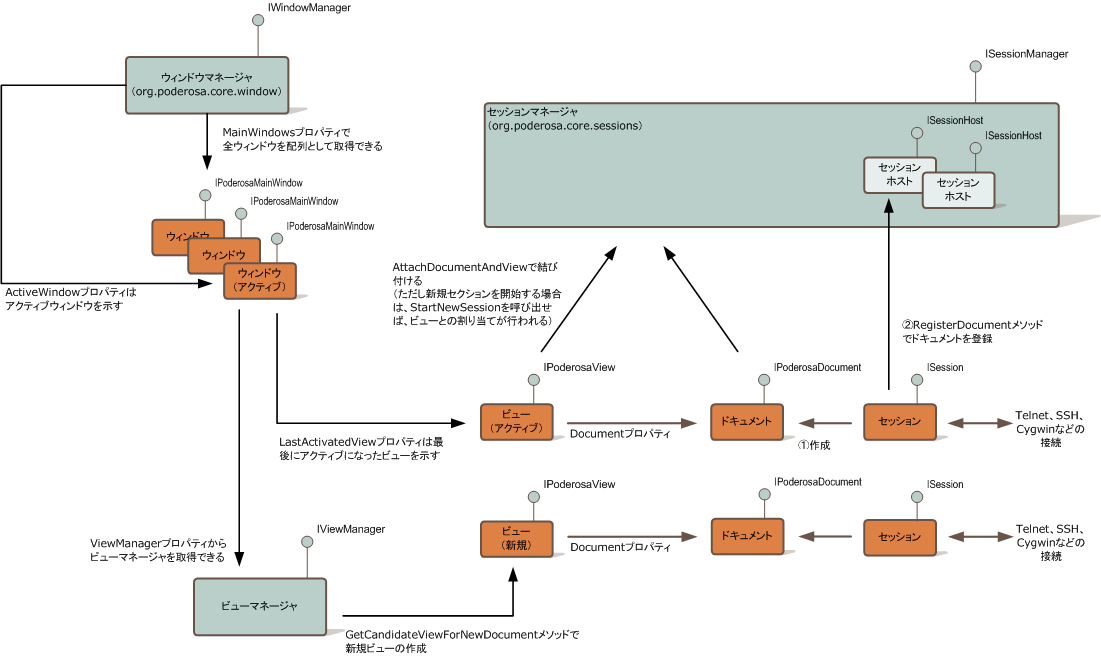 IWindowManager
ウィンドウマネージャ
(org.poderosa.core.window)
MainWindowsプロパティで
全ウィンドウを配列として取得できる
IPoderosaMainWindow
IPoderosaMainWindow
IPoderosaMainWindow
ウィンドウ
ウィンドウ
ウィンドウ
(アクティブ)
ActiveWindowプロパティは
アクティブウィンドウを示す
ISessionManager
セッションマネージャ
(org.poderosa.core.sessions)
ISessionHost
ISessionHost
セッション
ホスト
セッション
ホスト
AttachDocumentAndViewで結び
付ける
(ただし新規セクションを開始する場合
は、StartNewSessionを呼び出せ
ば、ビューとの割り当てが行われる)
②RegisterDocumentメソッド
でドキュメントを登録
IPoderosaView
ビュー
(アクティブ)
Documentプロパティ
IPoderosaDocument
ドキュメント
①作成
ISession
セッション
Telnet、SSH、
Cygwinなどの
接続
LastActivatedViewプロパティは最
後にアクティブになったビューを示す
IPoderosaView
ビュー
(新規)
Documentプロパティ
IPoderosaDocument
ドキュメント
ISession
セッション
Telnet、SSH、
Cygwinなどの
接続
ViewManagerプロパティから
ビューマネージャを取得できる
IViewManager
ビューマネージャ
GetCandidateViewForNewDocumentメソッドで
新規ビューの作成